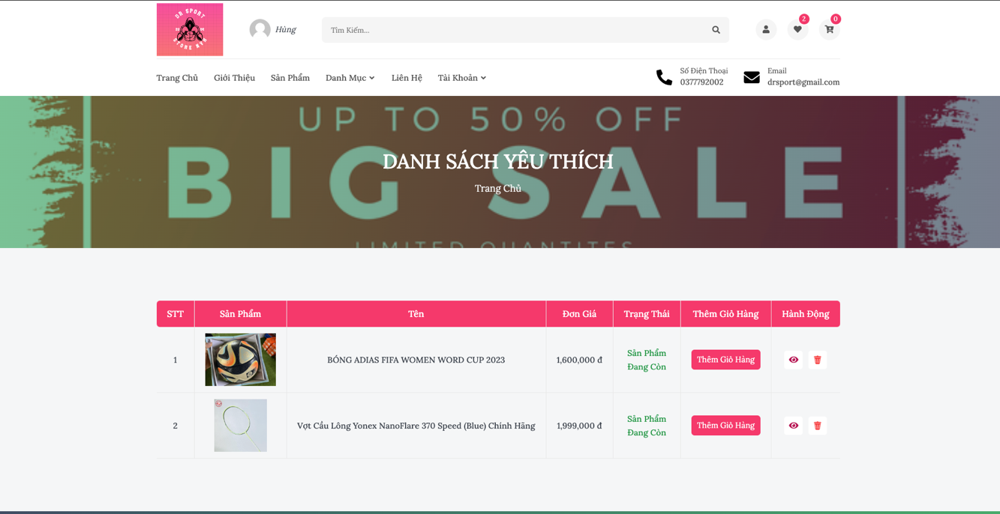 DR SPORT
STORE NVH
Hùng
Tìm Kiếm...
2
0
Trang Chủ
Giới Thiệu
Sản Phẩm
Danh Mục
Liên Hệ
Tài Khoản
Số Điện Thoại
0377792002
Email
drsport@gmail.com
UP TO 50% OFF
BIG SALE
DANH SÁCH YÊU THÍCH
Trang Chủ
LIMITED QUANTITES
STT Sản Phẩm Tên Đơn Giá Trạng Thái Thêm Giỏ Hàng Hành Động
1 BÓNG ADIAS FIFA WOMEN WORD CUP 2023 1,600,000 đ Sản Phẩm
Đang Còn
Thêm Giỏ Hàng
2 Vợt Cầu Lông Yonex NanoFlare 370 Speed (Blue) Chính Hãng 1,999,000 đ Sản Phẩm
Đang Còn
Thêm Giỏ Hàng